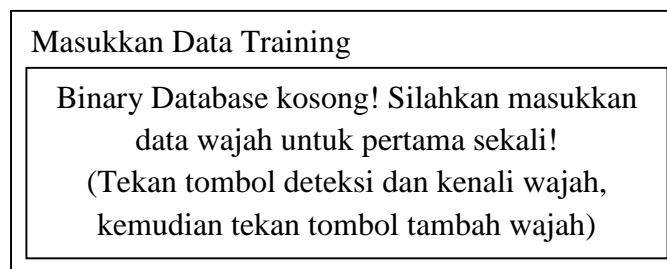 Masukkan Data Training
Binary Database kosong! Silahkan masukkan
data wajah untuk pertama sekali!
(Tekan tombol deteksi dan kenali wajah,
kemudian tekan tombol tambah wajah)